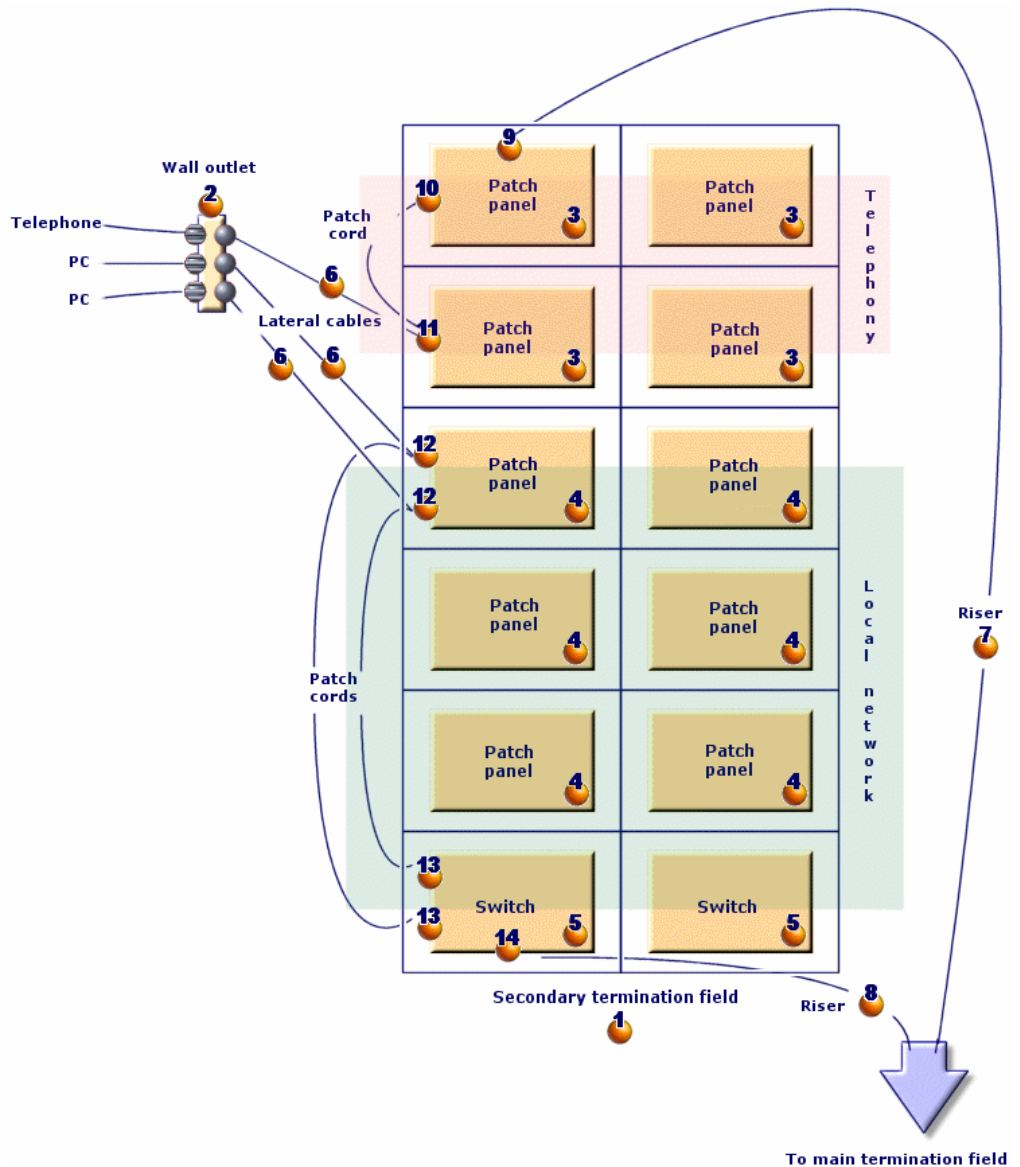 9
Wall outlet
2
10
Patch
panel
Patch
panel
T
e
l
e
p
h
o
n
y
Telephone
Patch
cord
3
3
PC
6
PC
Lateral cables
11
Patch
panel
Patch
panel
6
6
3
3
12
Patch
panel
Patch
panel
12
4
4
L
o
c
a
l
n
e
t
w
o
r
k
Patch
panel
Patch
panel
Riser
7
4
4
Patch
cords
Patch
panel
Patch
panel
4
4
13
Switch
Switch
13
14
5
5
Secondary termination field
1
Riser
8
To main termination field